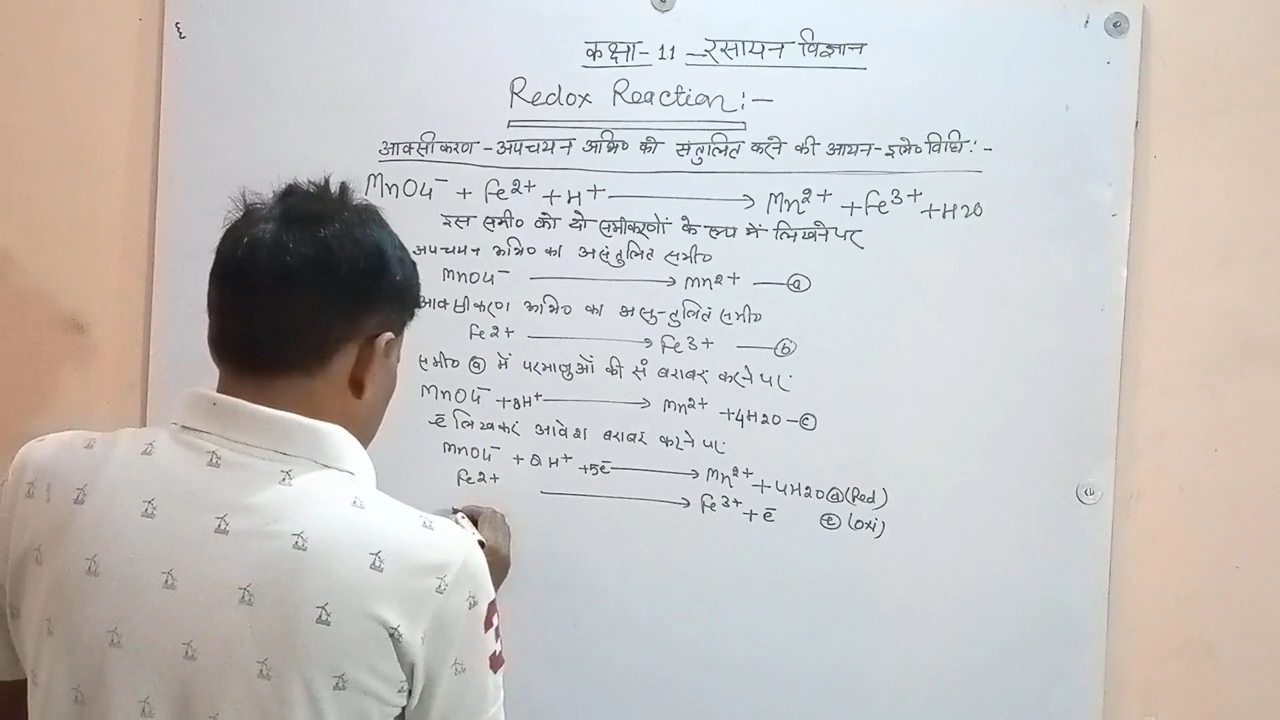 कक्षा- 11 - रसायन विज्ञान
Redox Reaction:-
आक्सीकरण - अपचयन अभि० को संतुलित करने की आयन-इले० विधि:-
MnO4⁻ + Fe²⁺ + H⁺ ⟶ Mn²⁺ + Fe³⁺ + H2O
इस समी० को दो समीकरणों के रूप में लिखने पर
अपचयन अभि० का असंतुलित समी०
MnO4⁻ ⟶ Mn²⁺ —ⓐ
आक्सीकरण अभि० का असंतुलित समी०
Fe²⁺ ⟶ Fe³⁺ —ⓑ
समी० ⓐ में परमाणुओं की सं बराबर करने पर
MnO4⁻ + 8H⁺ ⟶ Mn²⁺ + 4H2O —ⓒ
ē लिखकर आवेश बराबर करने पर
MnO4⁻ + 8H⁺ + 5ē ⟶ Mn²⁺ + 4H2O (Red)
Fe2+ ⟶ Fe³⁺ + ē ⓔ (oxi)